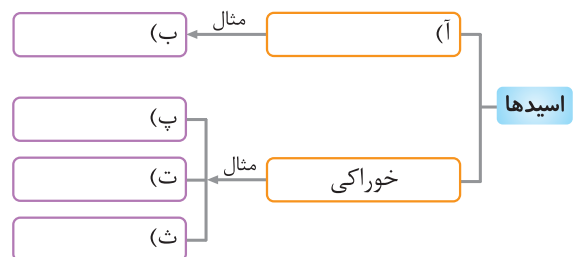 اسیدها
آ)
مثال
ب)
خوراکی
مثال
پ)
ت)
ث)